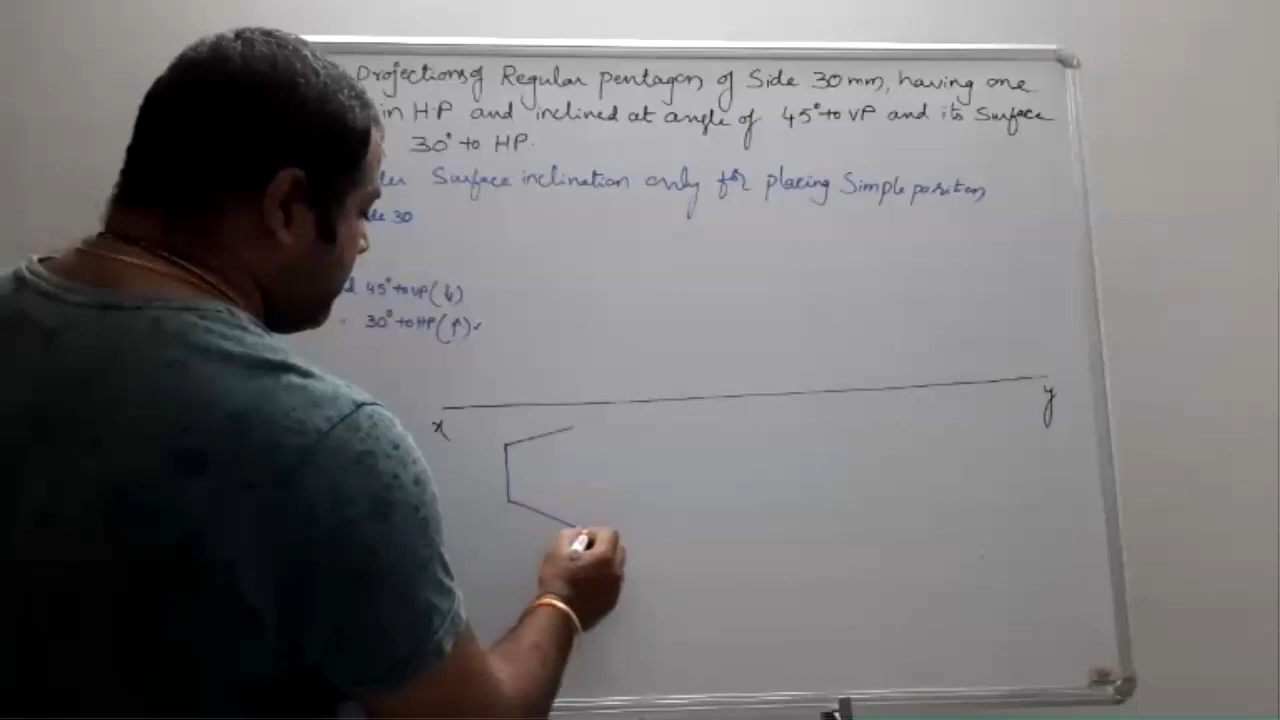 Projections of Regular pentagon of Side 30 mm, having one
in H.P and inclined at angle of 45° to VP and its Surface
30° to HP.
Surface inclination only for placing Simple position
30
45° to VP (↓)
30° to HP (↑)
x y